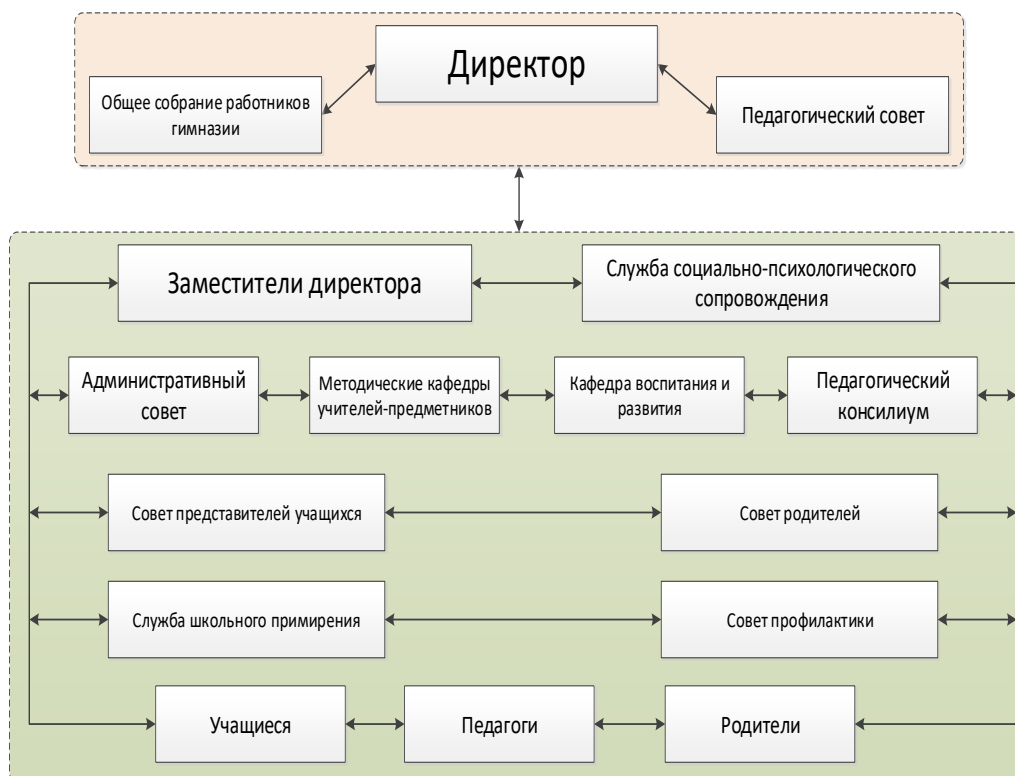 Директор
Общее собрание работников
гимназии
Педагогический совет
Заместители директора
Служба социально-психологического
сопровождения
Административный
совет
Методические кафедры
учителей-предметников
Кафедра воспитания и
развития
Педагогический
консилиум
Совет представителей учащихся
Совет родителей
Служба школьного примирения
Совет профилактики
Учащиеся
Педагоги
Родители